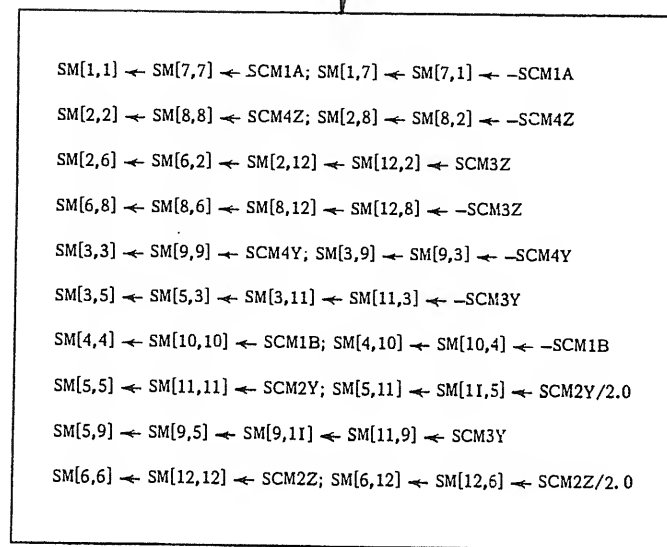 SM[1,1] ← SM[7,7] ← SCM1A; SM[1,7] ← SM[7,1] ← −SCM1A
SM[2,2] ← SM[8,8] ← SCM4Z; SM[2,8] ← SM[8,2] ← −SCM4Z
SM[2,6] ← SM[6,2] ← SM[2,12] ← SM[12,2] ← SCM3Z
SM[6,8] ← SM[8,6] ← SM[8,12] ← SM[12,8] ← −SCM3Z
SM[3,3] ← SM[9,9] ← SCM4Y; SM[3,9] ← SM[9,3] ← −SCM4Y
SM[3,5] ← SM[5,3] ← SM[3,11] ← SM[11,3] ← −SCM3Y
SM[4,4] ← SM[10,10] ← SCM1B; SM[4,10] ← SM[10,4] ← −SCM1B
SM[5,5] ← SM[11,11] ← SCM2Y; SM[5,11] ← SM[1I,5] ← SCM2Y/2.0
SM[5,9] ← SM[9,5] ← SM[9,1I] ← SM[11,9] ← SCM3Y
SM[6,6] ← SM[12,12] ← SCM2Z; SM[6,12] ← SM[12,6] ← SCM2Z/2.0